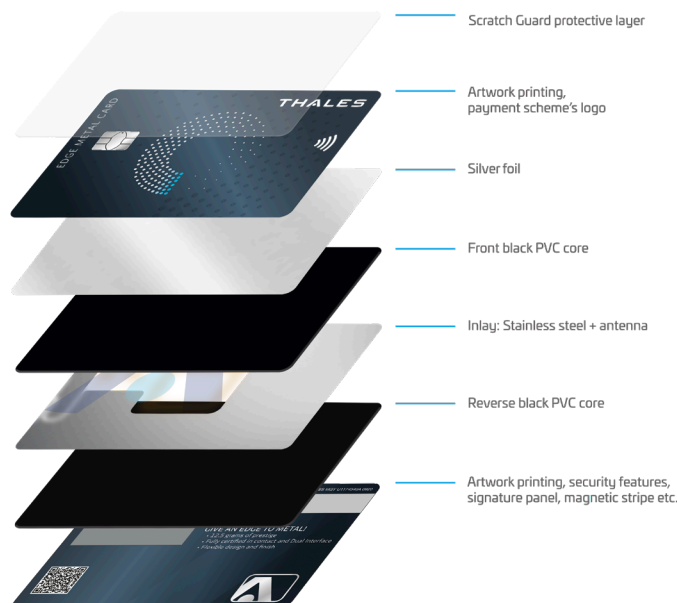 Scratch Guard protective layer
Artwork printing,
payment scheme's logo
THALES
EDGE METAL CARD
Silver foil
Front black PVC core
Inlay: Stainless steel + antenna
Reverse black PVC core
Artwork printing, security features,
signature panel, magnetic stripe etc.
GIVE AN EDGE TO METAL!
• 12.5 grams of prestige
• Fully certified in contact and Dual Interface
• Flexible design and finish